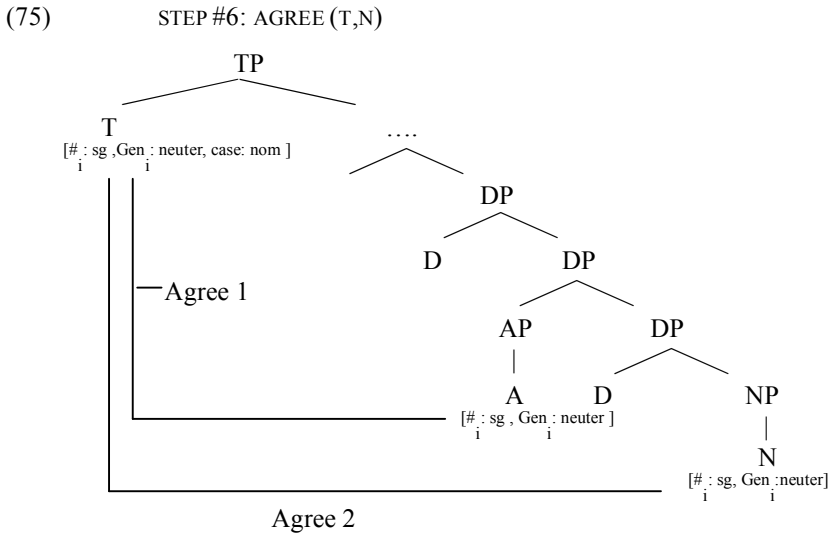 (75) STEP #6: AGREE (T,N)
TP
T ….
[#i: sg ,Geni: neuter, case: nom ]
DP
D DP
Agree 1
AP DP
A D NP
[#i: sg , Geni: neuter ]
N
[#i: sg, Geni:neuter]
Agree 2